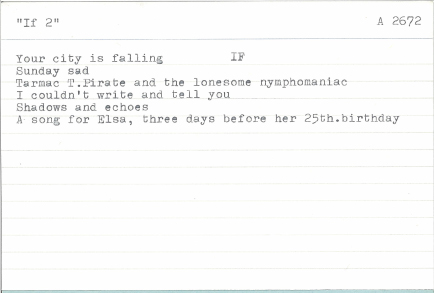 "If 2" A 2672
Your city is falling IF
Sunday sad
Tarmac T.Pirate and the lonesome nymphomaniac
I couldn't write and tell you
Shadows and echoes
A song for Elsa, three days before her 25th.birthday